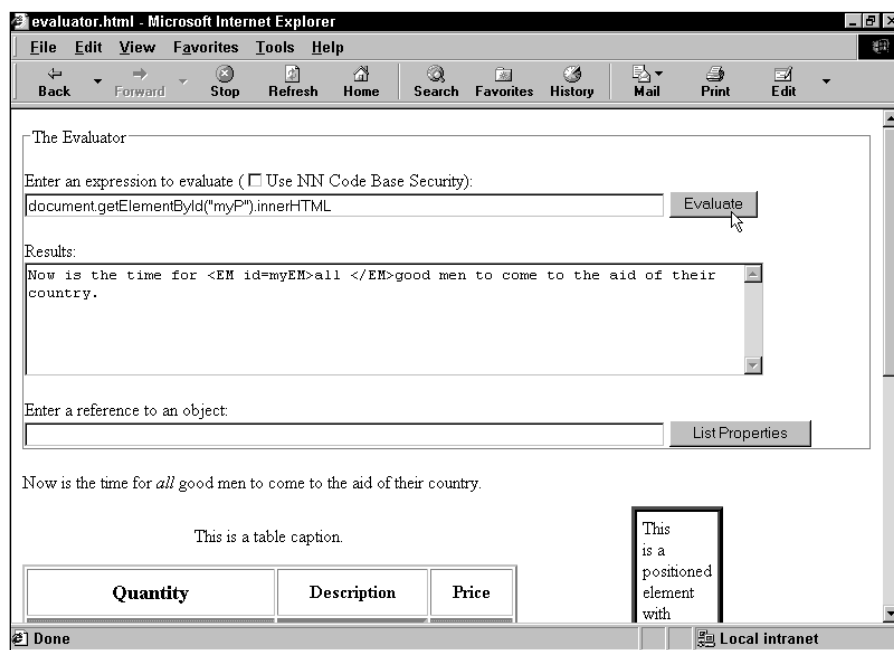 evaluator.html - Microsoft Internet Explorer
File Edit View Favorites Tools Help
Back Forward Stop Refresh Home Search Favorites History Mail Print Edit
The Evaluator
Enter an expression to evaluate ( Use NN Code Base Security):
document.getElementById("myP").innerHTML Evaluate
Results:
Now is the time for <EM id=myEM>all </EM>good men to come to the aid of their
country.
Enter a reference to an object:
List Properties
Now is the time for all good men to come to the aid of their country.
This is a table caption.
Quantity Description Price
This
is a
positioned
element
with
Done Local intranet